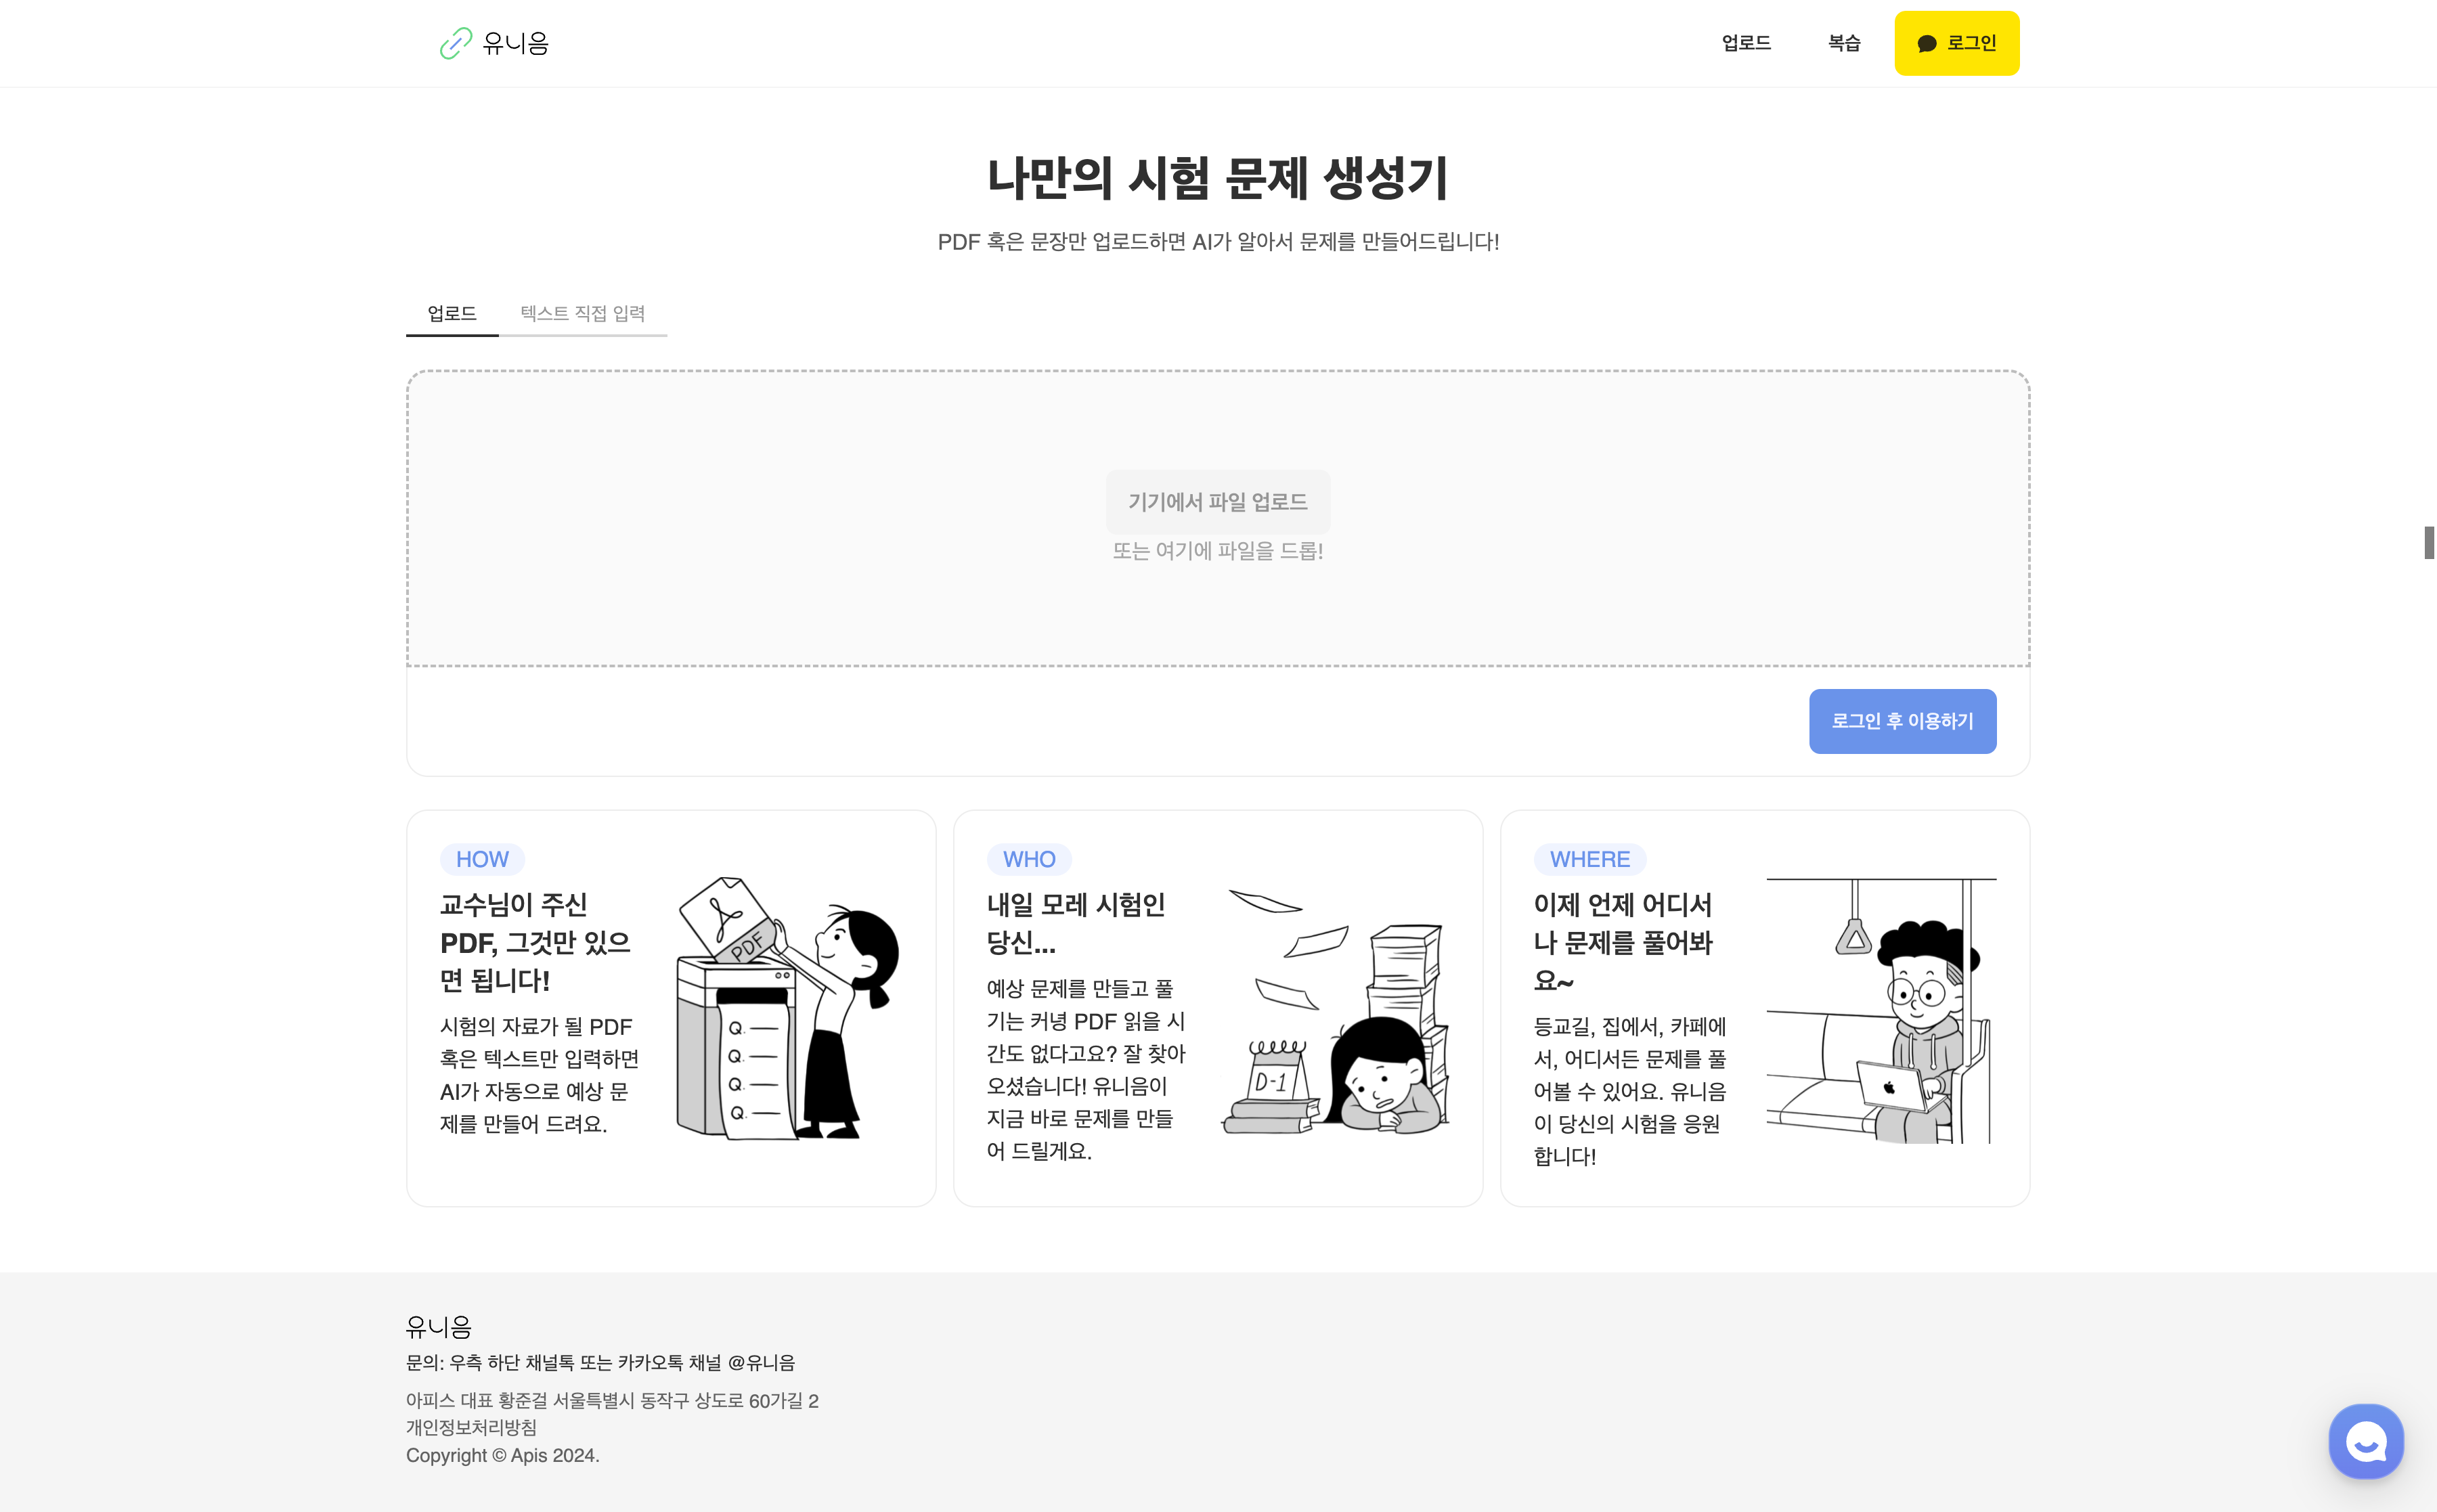 유니음
업로드
복습
로그인
나만의 시험 문제 생성기
PDF 혹은 문장만 업로드하면 AI가 알아서 문제를 만들어드립니다!
업로드
텍스트 직접 입력
기기에서 파일 업로드
또는 여기에 파일을 드롭!
로그인 후 이용하기
HOW
교수님이 주신
PDF, 그것만 있으
면 됩니다!
시험의 자료가 될 PDF
혹은 텍스트만 입력하면
AI가 자동으로 예상 문
제를 만들어 드려요.
PDF
Q.
Q.
Q.
Q.
WHO
내일 모레 시험인
당신...
예상 문제를 만들고 풀
기는 커녕 PDF 읽을 시
간도 없다고요? 잘 찾아
오셨습니다! 유니음이
지금 바로 문제를 만들
어 드릴게요.
D-1
WHERE
이제 언제 어디서
나 문제를 풀어봐
요~
등교길, 집에서, 카페에
서, 어디서든 문제를 풀
어볼 수 있어요. 유니음
이 당신의 시험을 응원
합니다!
유니음
문의: 우측 하단 채널톡 또는 카카오톡 채널 @유니음
아피스 대표 황준걸 서울특별시 동작구 상도로 60가길 2
개인정보처리방침
Copyright © Apis 2024.